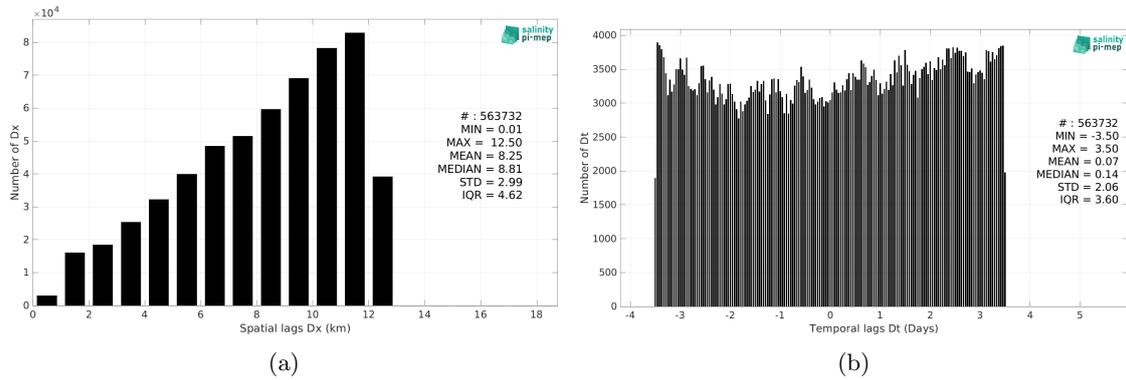 ×10⁴
salinity
pi-mep
8
7
6
5
4
3
2
1
0
Number of Dx
# : 563732
MIN = 0.01
MAX = 12.50
MEAN = 8.25
MEDIAN = 8.81
STD = 2.99
IQR = 4.62
0 2 4 6 8 10 12 14 16 18
Spatial lags Dx (km)
(a)
salinity
pi-mep
4000
3500
3000
2500
2000
1500
1000
500
0
Number of Dt
# : 563732
MIN = -3.50
MAX = 3.50
MEAN = 0.07
MEDIAN = 0.14
STD = 2.06
IQR = 3.60
-4 -3 -2 -1 0 1 2 3 4 5
Temporal lags Dt (Days)
(b)